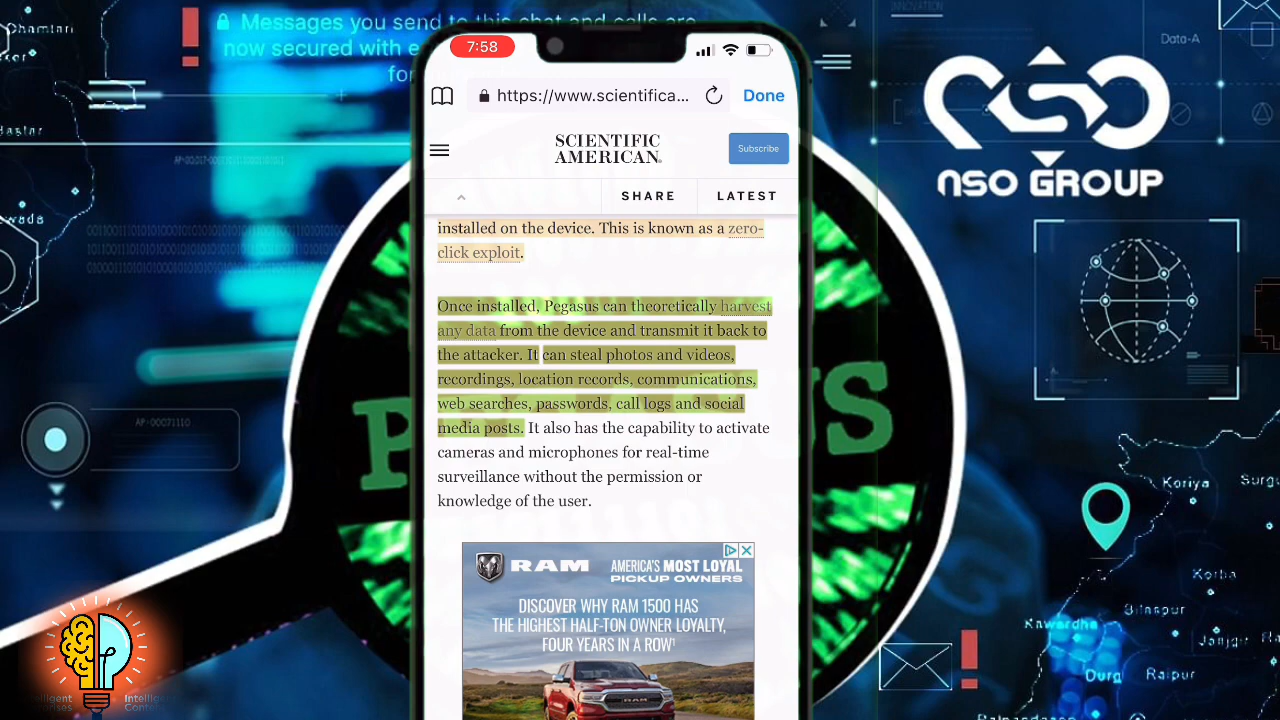 Messages you send to this chat and calls are
now secured with e
for
INNOVATION
Data-A
7:58
https://www.scientifica...
Done
SCIENTIFIC
AMERICAN
Subscribe
SHARE
LATEST
NSO GROUP
AP-00071110
installed on the device. This is known as a zero-
click exploit.
Once installed, Pegasus can theoretically harvest
any data from the device and transmit it back to
the attacker. It can steal photos and videos,
recordings, location records, communications,
web searches, passwords, call logs and social
media posts. It also has the capability to activate
cameras and microphones for real-time
surveillance without the permission or
knowledge of the user.
P
US
RAM
AMERICA'S MOST LOYAL
PICKUP OWNERS
DISCOVER WHY RAM 1500 HAS
THE HIGHEST HALF-TON OWNER LOYALTY,
FOUR YEARS IN A ROW
Koriya
Surgu
Korba
Bilaspur
Kawardha
Janjgir
Durg
Raipur